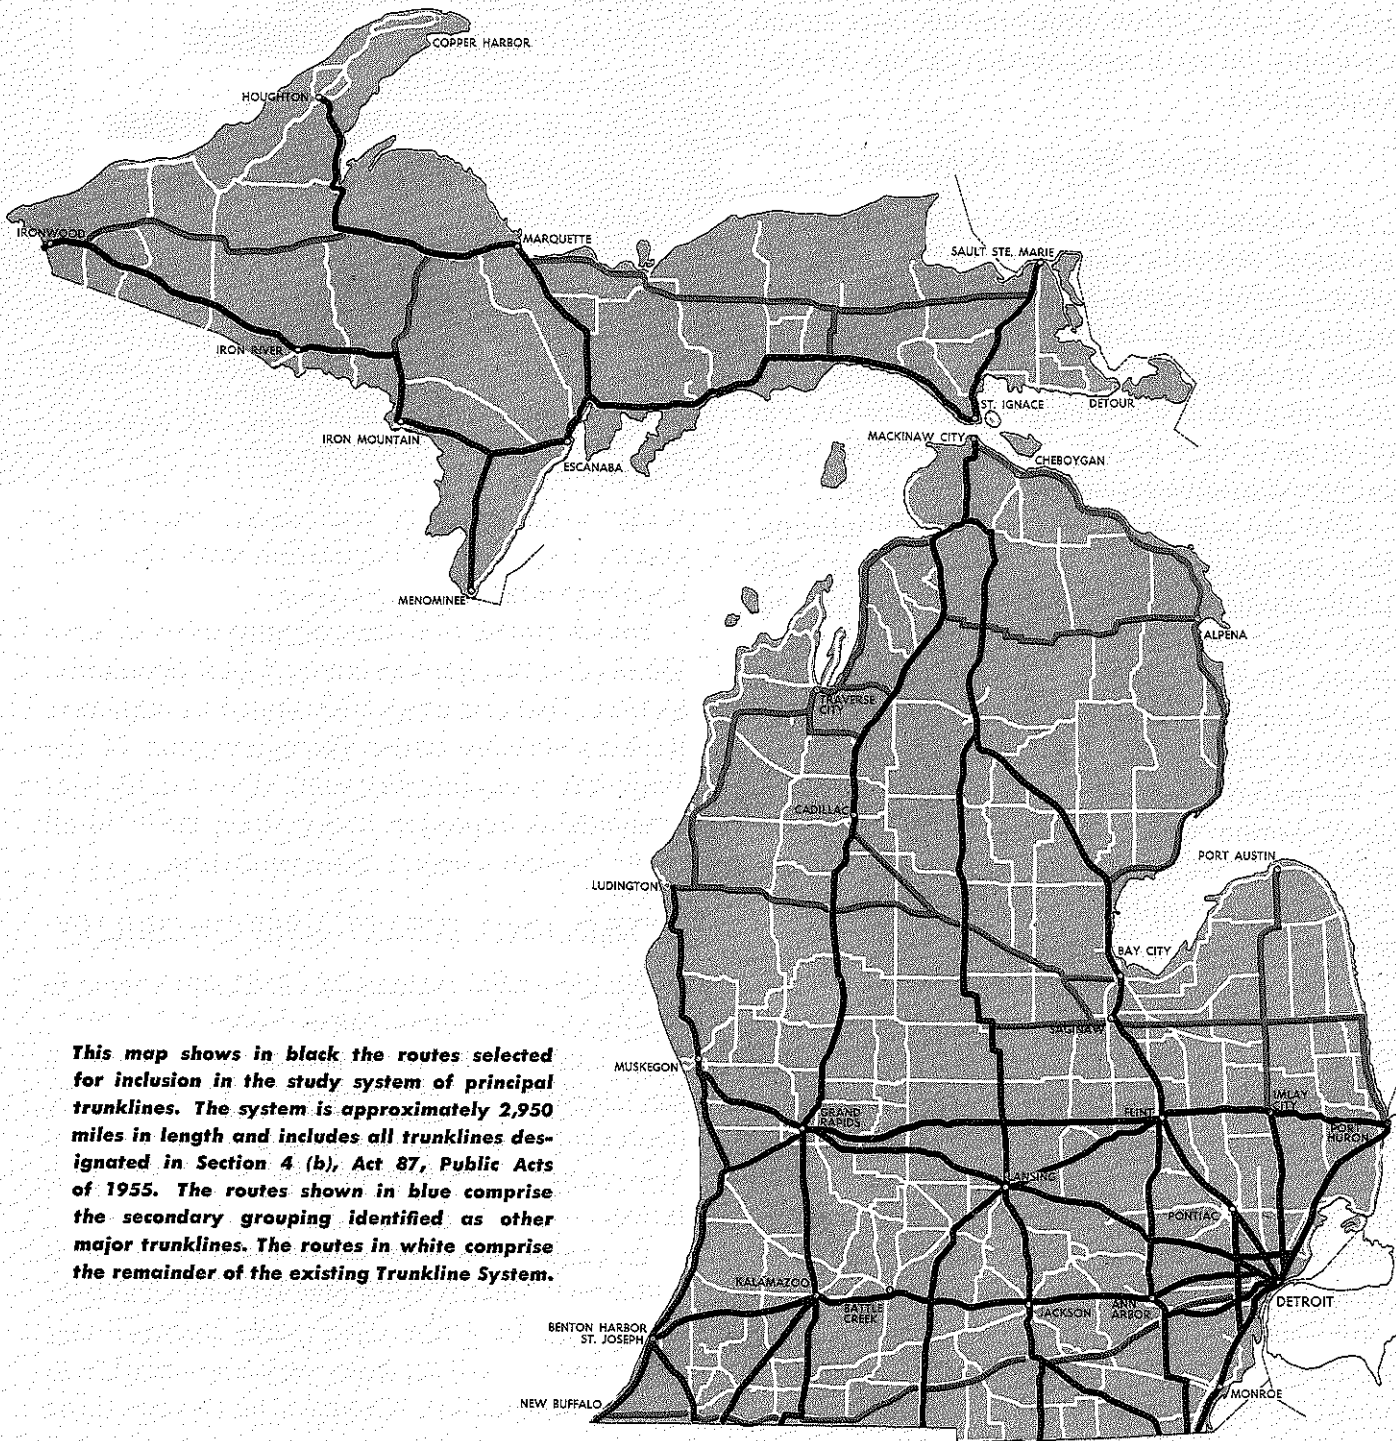 COPPER HARBOR
HOUGHTON
IRONWOOD
MARQUETTE
SAULT STE. MARIE
IRON RIVER
ST. IGNACE
DETOUR
MACKINAW CITY
IRON MOUNTAIN
ESCANABA
CHEBOYGAN
MENOMINEE
ALPENA
TRAVERSE
CITY
CADILLAC
PORT AUSTIN
LUDINGTON
BAY CITY
SAGINAW
This map shows in black the routes selected
for inclusion in the study system of principal
trunklines. The system is approximately 2,950
miles in length and includes all trunklines des-
ignated in Section 4 (b), Act 87, Public Acts
of 1955. The routes shown in blue comprise
the secondary grouping identified as other
major trunklines. The routes in white comprise
the remainder of the existing Trunkline System.
MUSKEGON
GRAND
RAPIDS
FLINT
IMLAY
CITY
PORT
HURON
LANSING
PONTIAC
KALAMAZOO
BATTLE
CREEK
JACKSON
ANN
ARBOR
DETROIT
BENTON HARBOR
ST. JOSEPH
NEW BUFFALO
MONROE